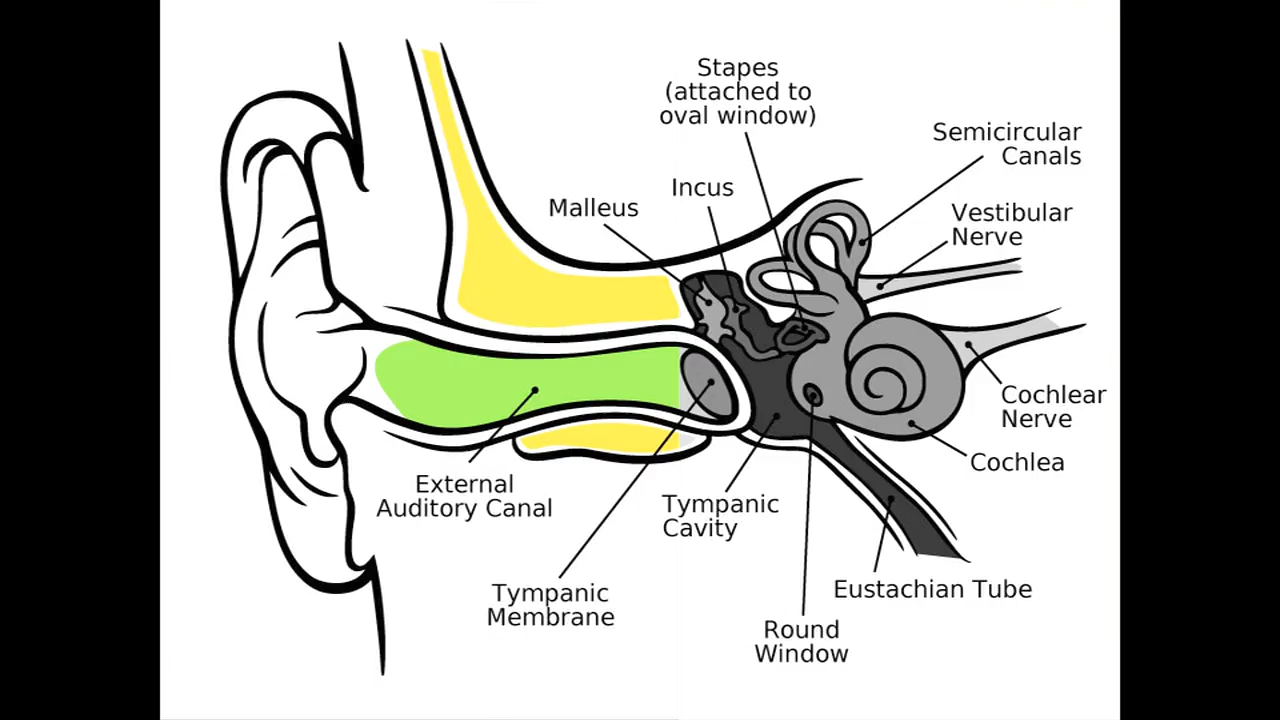 Stapes
(attached to
oval window)
Semicircular
Canals
Incus
Malleus
Vestibular
Nerve
Cochlear
Nerve
Cochlea
External
Auditory Canal
Tympanic
Cavity
Eustachian Tube
Tympanic
Membrane
Round
Window